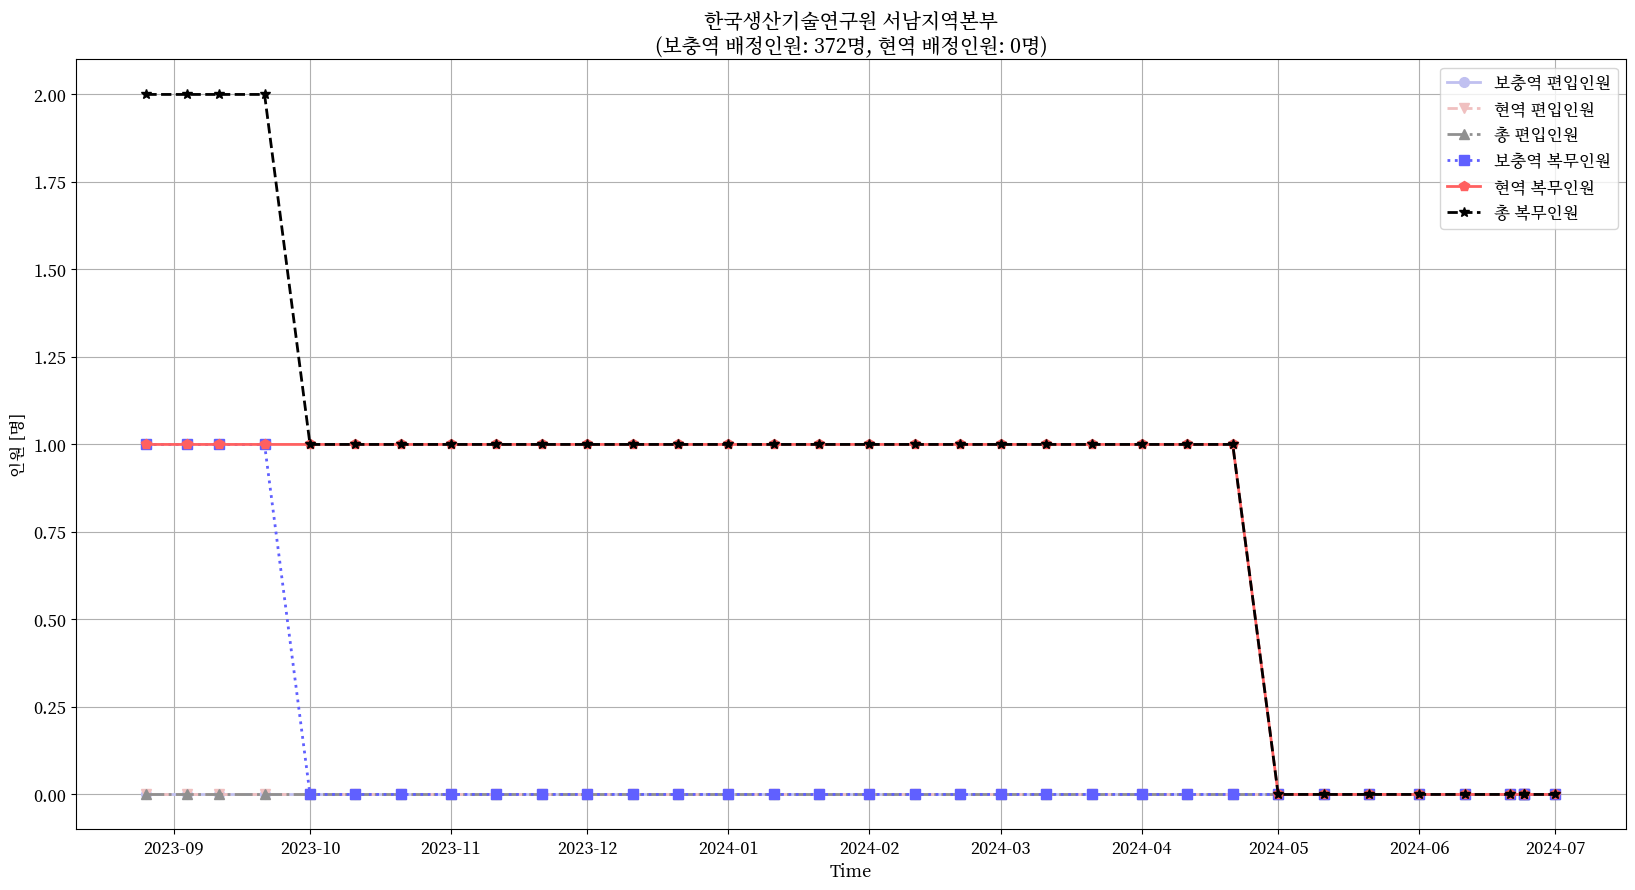 한국생산기술연구원 서남지역본부
(보충역 배정인원: 372명, 현역 배정인원: 0명)
보충역 편입인원
현역 편입인원
총 편입인원
보충역 복무인원
현역 복무인원
총 복무인원
인원 [명]
2.00
1.75
1.50
1.25
1.00
0.75
0.50
0.25
0.00
2023-09 2023-10 2023-11 2023-12 2024-01 2024-02 2024-03 2024-04 2024-05 2024-06 2024-07
Time